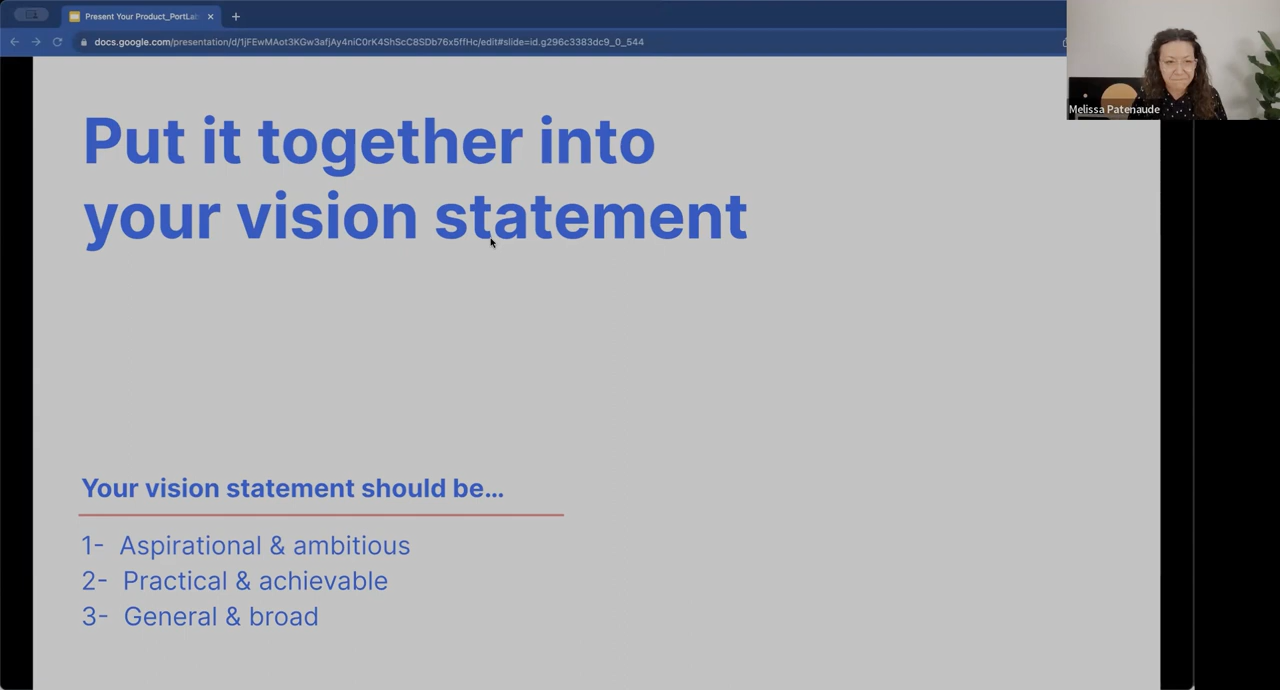 Present Your Product_PortLa
docs.google.com/presentation/d/1jFEwMAot3KGw3afjAy4niC0rK4ShScC8SDb76x5ffHc/edit#slide=id.g296c3383dc9_0_544
Melissa Patenaude
Put it together into
your vision statement
Your vision statement should be...
1- Aspirational & ambitious
2- Practical & achievable
3- General & broad